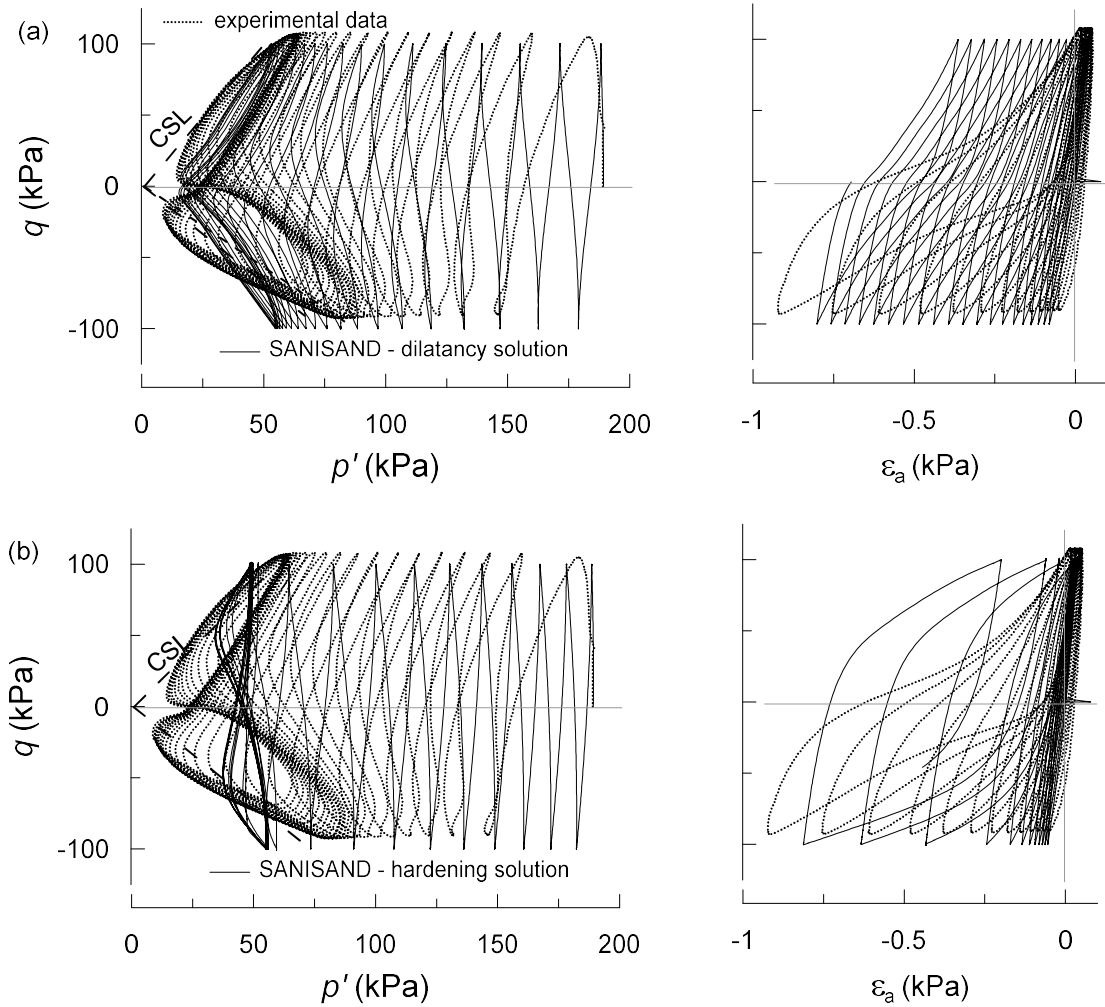 (a)
experimental data
100
0
-100
q (kPa)
CSL
SANISAND - dilatancy solution
0 50 100 150 200
p' (kPa)
-1 -0.5 0
εa (kPa)
(b)
100
0
-100
q (kPa)
CSL
SANISAND - hardening solution
0 50 100 150 200
p' (kPa)
-1 -0.5 0
εa (kPa)